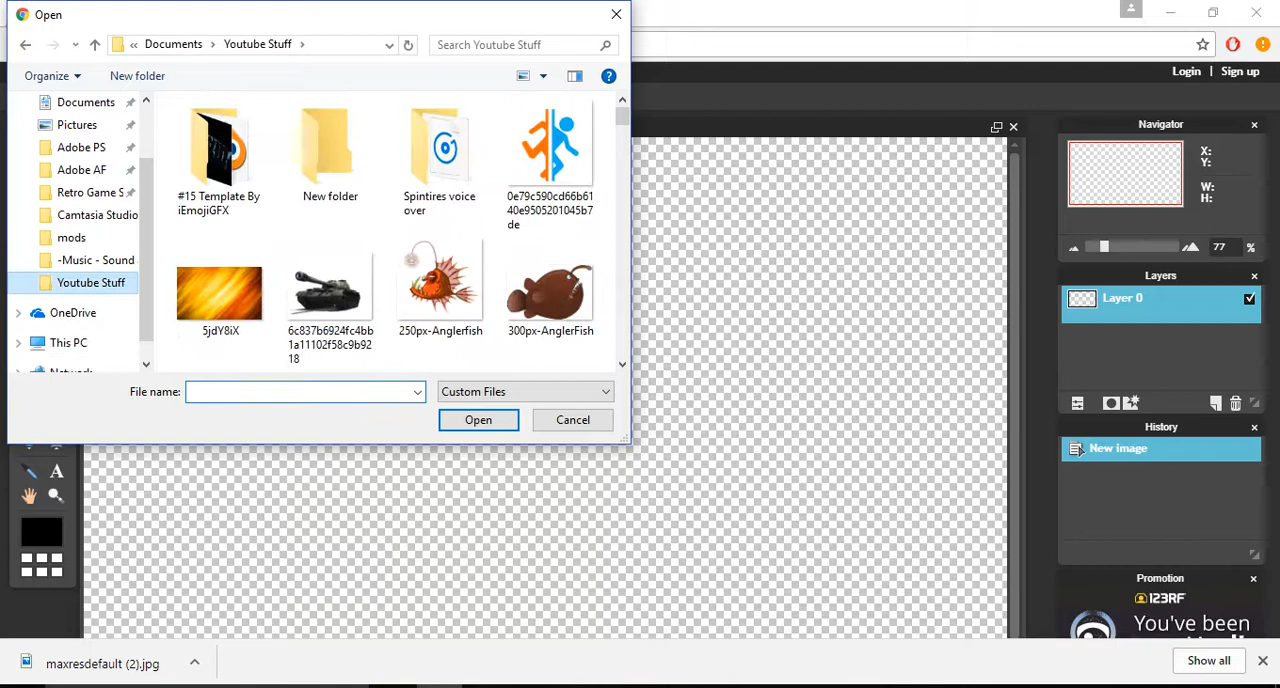 Open
« Documents > Youtube Stuff >
Search Youtube Stuff
Organize
New folder
Login | Sign up
Documents
Pictures
Adobe PS
Adobe AF
Retro Game S
Camtasia Studio
mods
-Music - Sound
Youtube Stuff
OneDrive
This PC
Network
#15 Template By
iEmojiGFX
New folder
Spintires voice
over
0e79c590cd66b61
40e9505201045b7
de
5jdY8iX
6c837b6924fc4bb
1a11102f58c9b92
18
250px-Anglerfish
300px-AnglerFish
File name:
Custom Files
Open
Cancel
A
Navigator
X:
Y:
W:
H:
77 %
Layers
Layer 0
History
New image
Promotion
123RF
You've been
maxresdefault (2).jpg
Show all